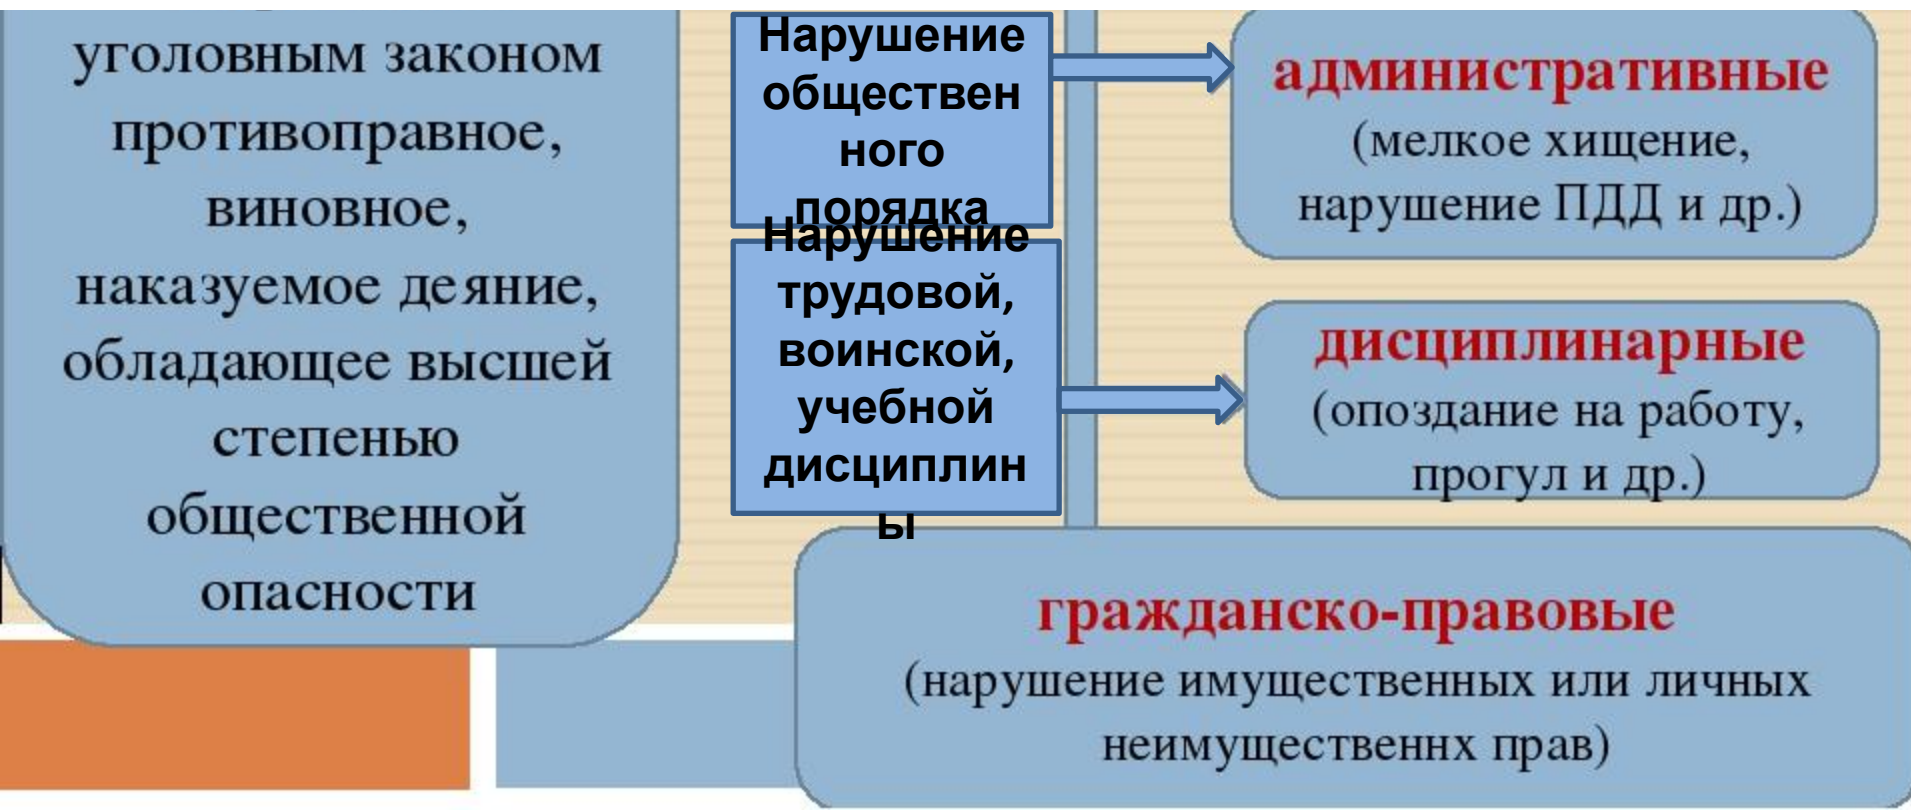 уголовным законом
противоправное,
виновное,
наказуемое деяние,
обладающее высшей
степенью
общественной
опасности
Нарушение
обществен
ного
порядка
Нарушение
трудовой,
воинской,
учебной
дисциплин
ы
административные
(мелкое хищение,
нарушение ПДД и др.)
дисциплинарные
(опоздание на работу,
прогул и др.)
гражданско-правовые
(нарушение имущественных или личных
неимущественнх прав)